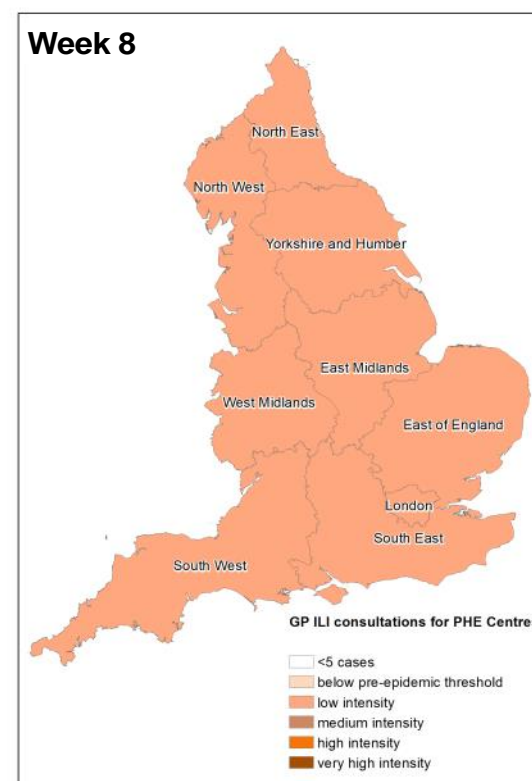 Week 8
North East
North West
Yorkshire and Humber
East Midlands
West Midlands
East of England
London
South East
South West
GP ILI consultations for PHE Centre
<5 cases
below pre-epidemic threshold
low intensity
medium intensity
high intensity
very high intensity